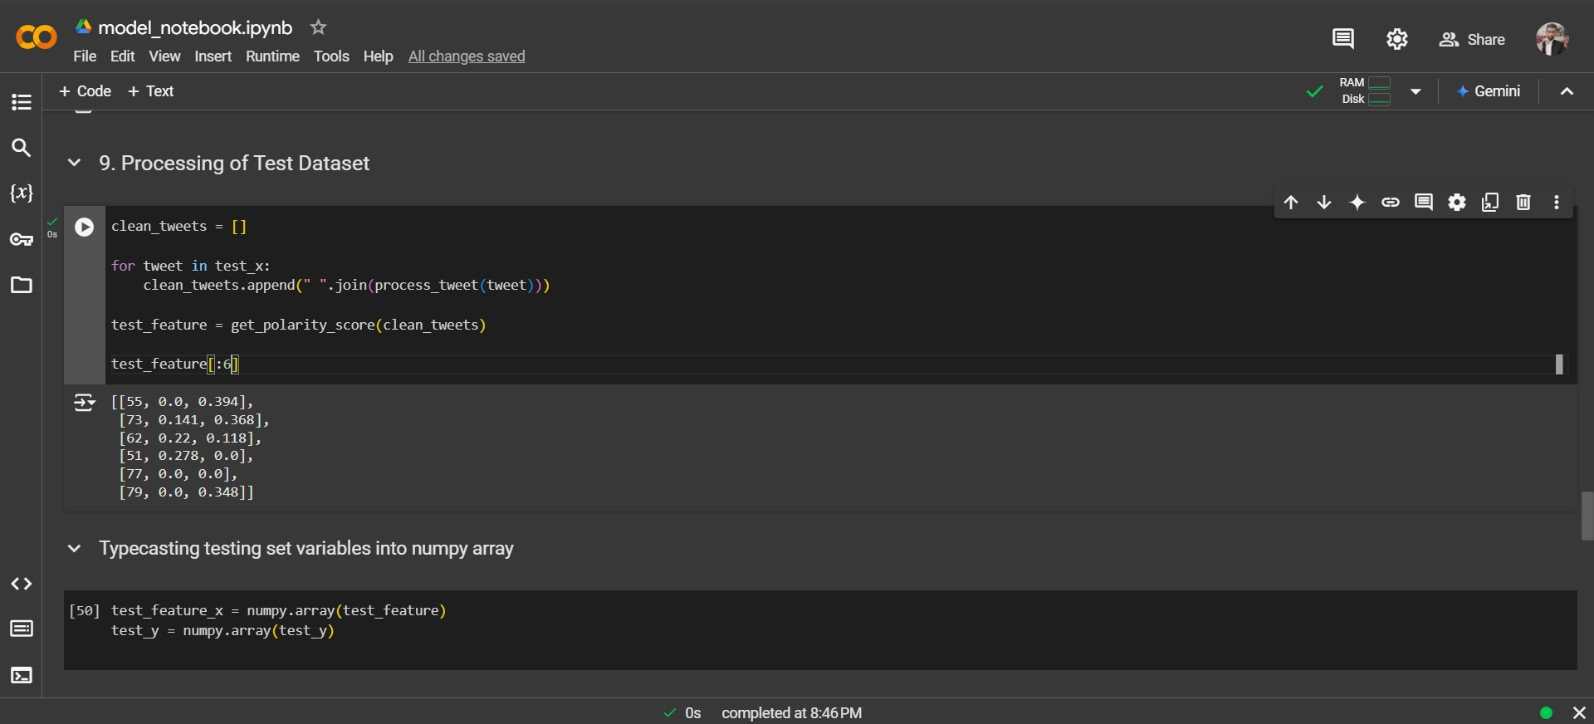 model_notebook.ipynb
File Edit View Insert Runtime Tools Help All changes saved
Share
+ Code + Text
RAM
Disk
Gemini
9. Processing of Test Dataset
0s
clean_tweets = []
for tweet in test_x:
    clean_tweets.append(" ".join(process_tweet(tweet)))
test_feature = get_polarity_score(clean_tweets)
test_feature[:6]
[[55, 0.0, 0.394],
 [73, 0.141, 0.368],
 [62, 0.22, 0.118],
 [51, 0.278, 0.0],
 [77, 0.0, 0.0],
 [79, 0.0, 0.348]]
Typecasting testing set variables into numpy array
[50] test_feature_x = numpy.array(test_feature)
test_y = numpy.array(test_y)
0s completed at 8:46 PM